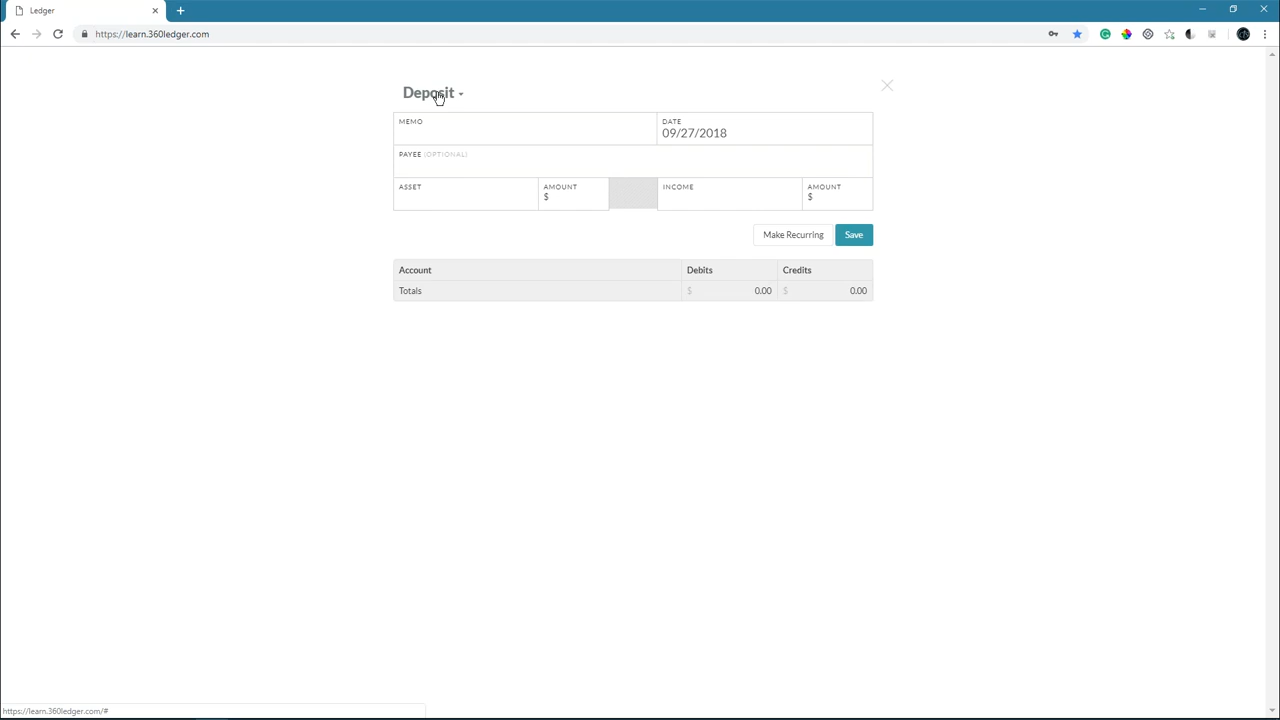 Ledger
https://learn.360ledger.com
Deposit
MEMO
DATE
09/27/2018
PAYEE (OPTIONAL)
ASSET
AMOUNT
$
INCOME
AMOUNT
$
Make Recurring
Save
Account
Debits
Credits
Totals
$ 0.00
$ 0.00
https://learn.360ledger.com/#